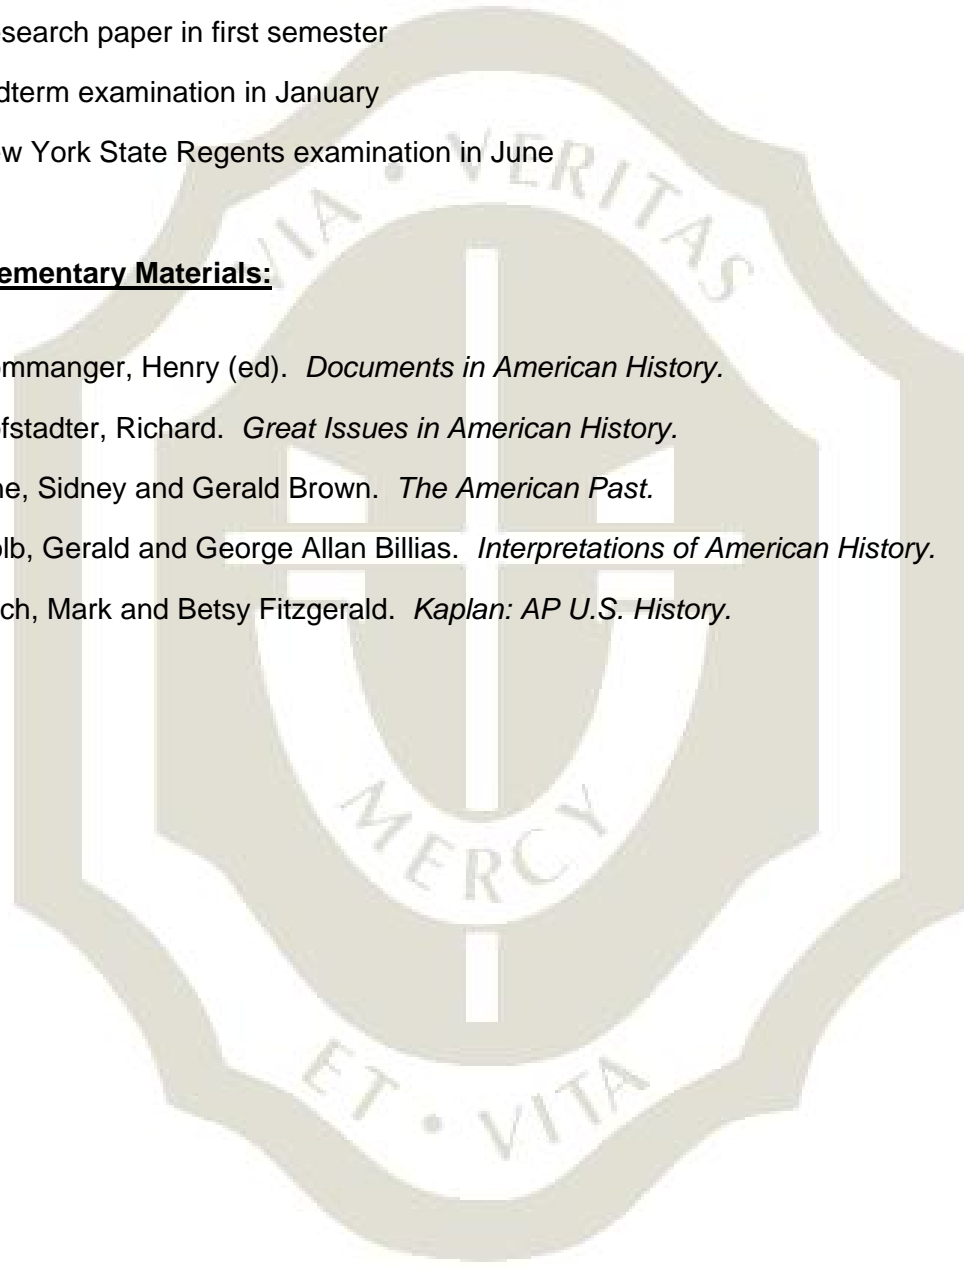 search paper in first semester
dterm examination in January
w York State Regents examination in June
ementary Materials:
mmanger, Henry (ed). Documents in American History.
fstadter, Richard. Great Issues in American History.
ne, Sidney and Gerald Brown. The American Past.
lb, Gerald and George Allan Billias. Interpretations of American History.
ch, Mark and Betsy Fitzgerald. Kaplan: AP U.S. History.
VIA • VERITAS
MERCY
ET • VITA